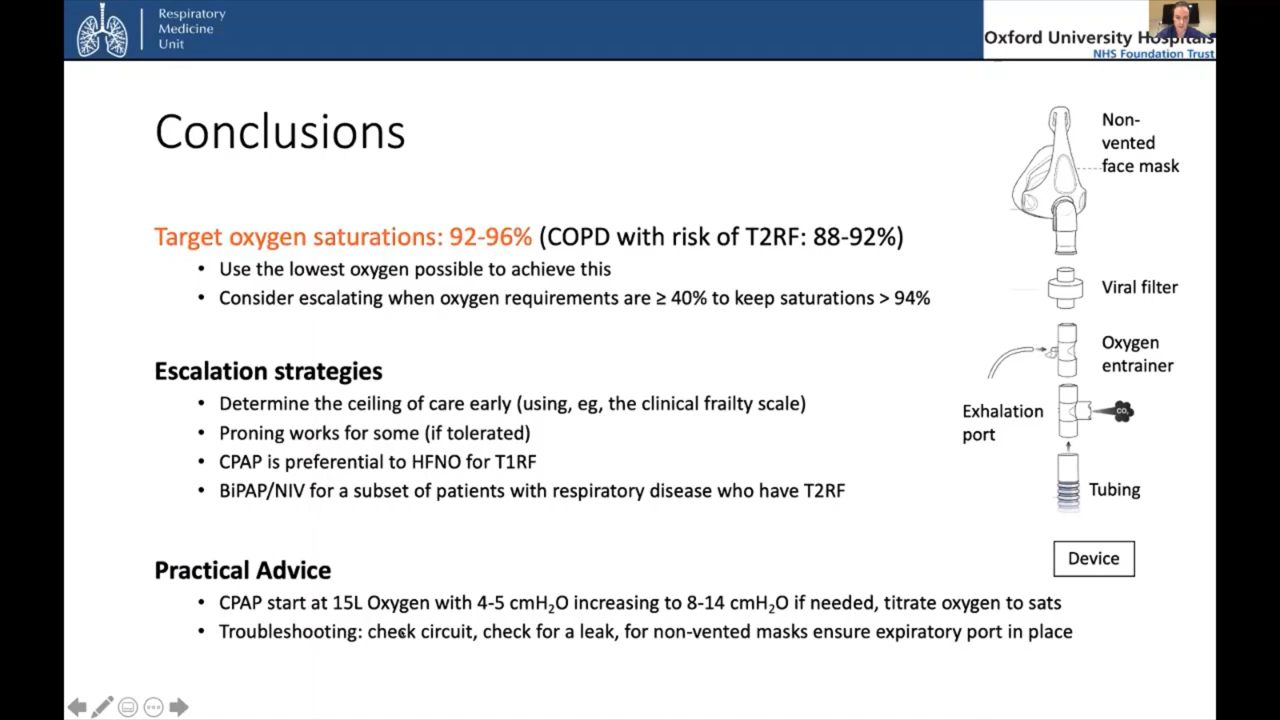 Respiratory
Medicine
Unit
Oxford University Hospitals
NHS Foundation Trust
Conclusions
Target oxygen saturations: 92-96% (COPD with risk of T2RF: 88-92%)
• Use the lowest oxygen possible to achieve this
• Consider escalating when oxygen requirements are ≥ 40% to keep saturations > 94%
Escalation strategies
• Determine the ceiling of care early (using, eg, the clinical frailty scale)
• Proning works for some (if tolerated)
• CPAP is preferential to HFNO for T1RF
• BiPAP/NIV for a subset of patients with respiratory disease who have T2RF
Practical Advice
• CPAP start at 15L Oxygen with 4-5 cmH₂O increasing to 8-14 cmH₂O if needed, titrate oxygen to sats
• Troubleshooting: check circuit, check for a leak, for non-vented masks ensure expiratory port in place
Non-
vented
face mask
Viral filter
Oxygen
entrainer
Exhalation
port
CO₂
Tubing
Device